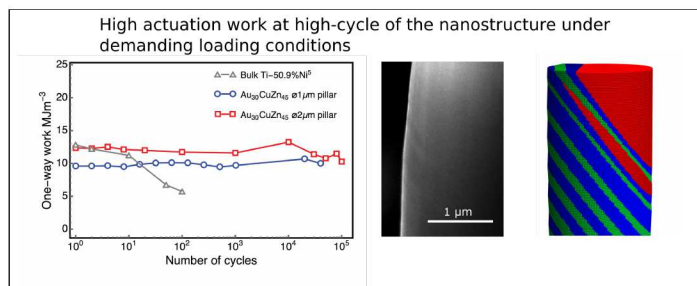 High actuation work at high-cycle of the nanostructure under
demanding loading conditions
One-way work MJm⁻³
25
20
15
10
5
0
Bulk Ti-50.9%Ni⁵
Au₃₀CuZn₄₅ ø1μm pillar
Au₃₀CuZn₄₅ ø2μm pillar
10⁰ 10¹ 10² 10³ 10⁴ 10⁵
Number of cycles
1 μm